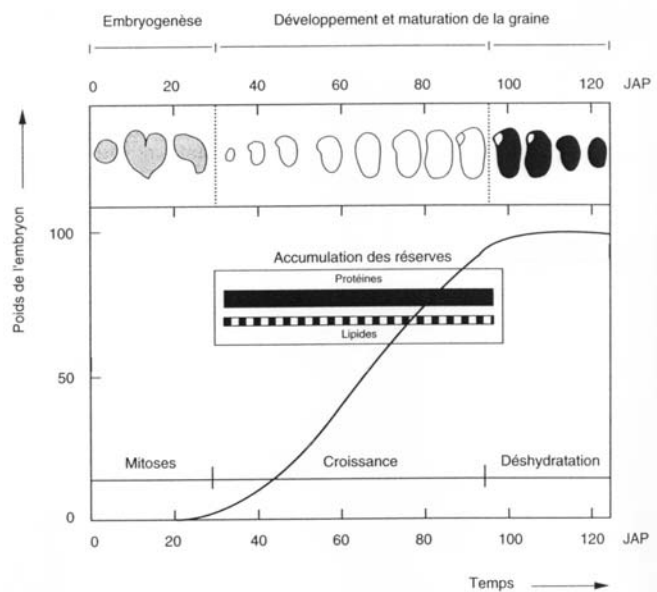 Embryogenèse Développement et maturation de la graine
0 20 40 60 80 100 120 JAP
Poids de l'embryon
100
Accumulation des réserves
Protéines
Lipides
50
Mitoses Croissance Déshydratation
0
0 20 40 60 80 100 120 JAP
Temps